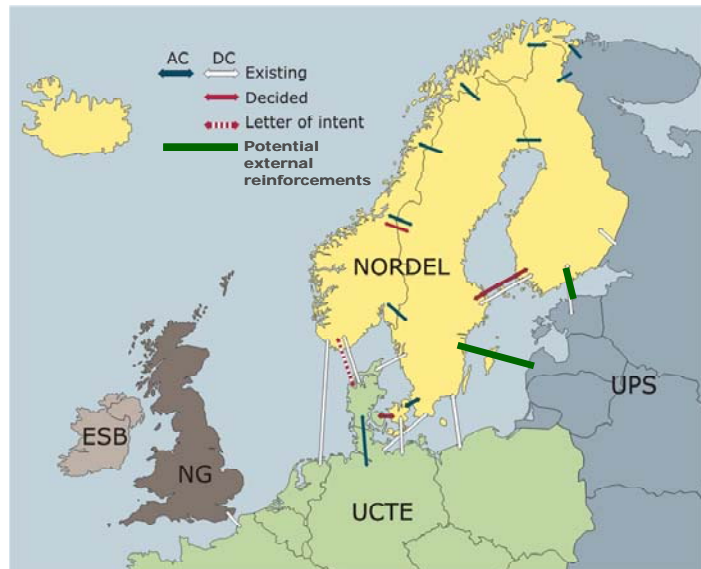 AC DC
Existing
Decided
Letter of intent
Potential
external
reinforcements
NORDEL
UPS
ESB
NG
UCTE